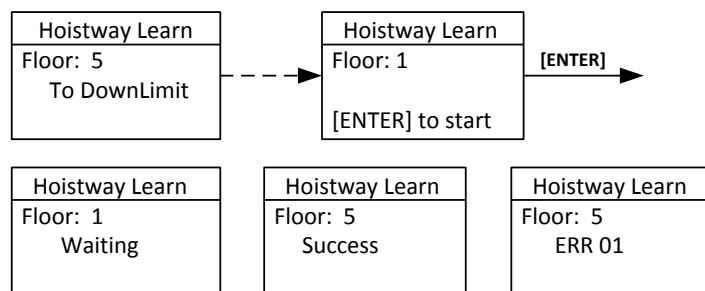 Hoistway Learn
Floor: 5
To DownLimit
Hoistway Learn
Floor: 1
[ENTER] to start
[ENTER]
Hoistway Learn
Floor: 1
Waiting
Hoistway Learn
Floor: 5
Success
Hoistway Learn
Floor: 5
ERR 01